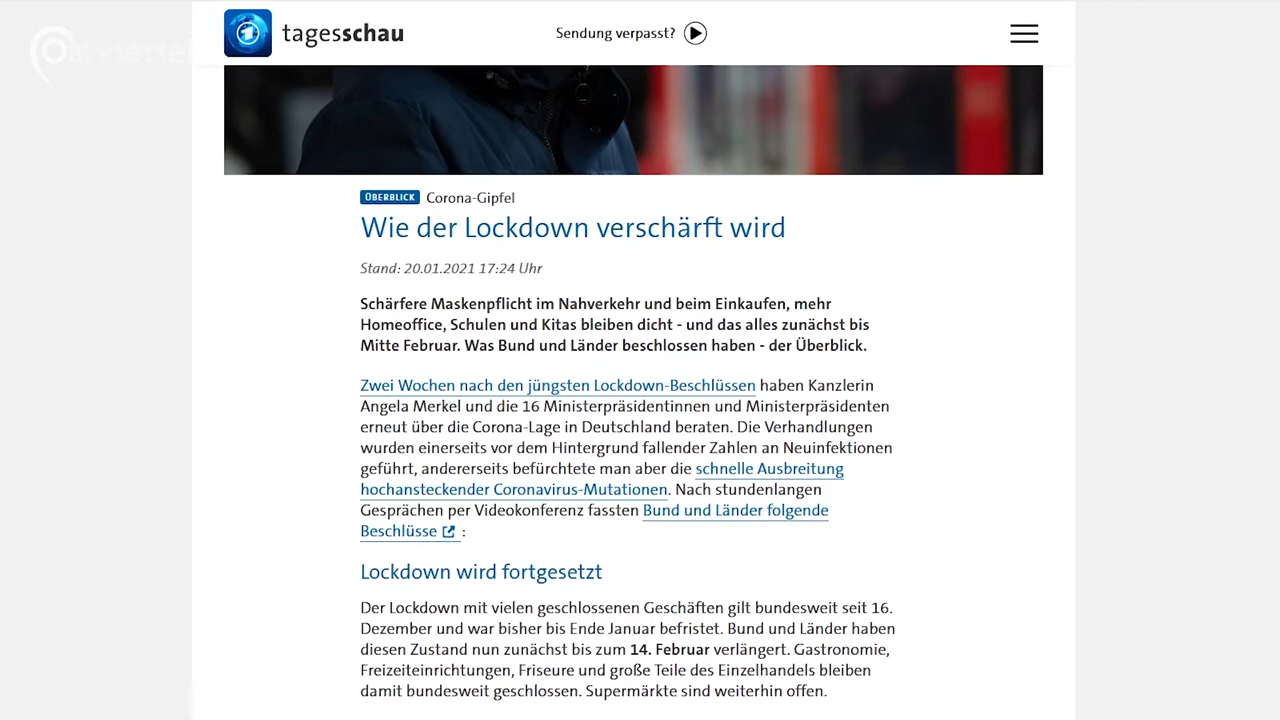 tagesschau
Sendung verpasst?
ÜBERBLICK Corona-Gipfel
Wie der Lockdown verschärft wird
Stand: 20.01.2021 17:24 Uhr
Schärfere Maskenpflicht im Nahverkehr und beim Einkaufen, mehr
Homeoffice, Schulen und Kitas bleiben dicht - und das alles zunächst bis
Mitte Februar. Was Bund und Länder beschlossen haben - der Überblick.
Zwei Wochen nach den jüngsten Lockdown-Beschlüssen haben Kanzlerin
Angela Merkel und die 16 Ministerpräsidentinnen und Ministerpräsidenten
erneut über die Corona-Lage in Deutschland beraten. Die Verhandlungen
wurden einerseits vor dem Hintergrund fallender Zahlen an Neuinfektionen
geführt, andererseits befürchtete man aber die schnelle Ausbreitung
hochansteckender Coronavirus-Mutationen. Nach stundenlangen
Gesprächen per Videokonferenz fassten Bund und Länder folgende
Beschlüsse :
Lockdown wird fortgesetzt
Der Lockdown mit vielen geschlossenen Geschäften gilt bundesweit seit 16.
Dezember und war bisher bis Ende Januar befristet. Bund und Länder haben
diesen Zustand nun zunächst bis zum 14. Februar verlängert. Gastronomie,
Freizeiteinrichtungen, Friseure und große Teile des Einzelhandels bleiben
damit bundesweit geschlossen. Supermärkte sind weiterhin offen.